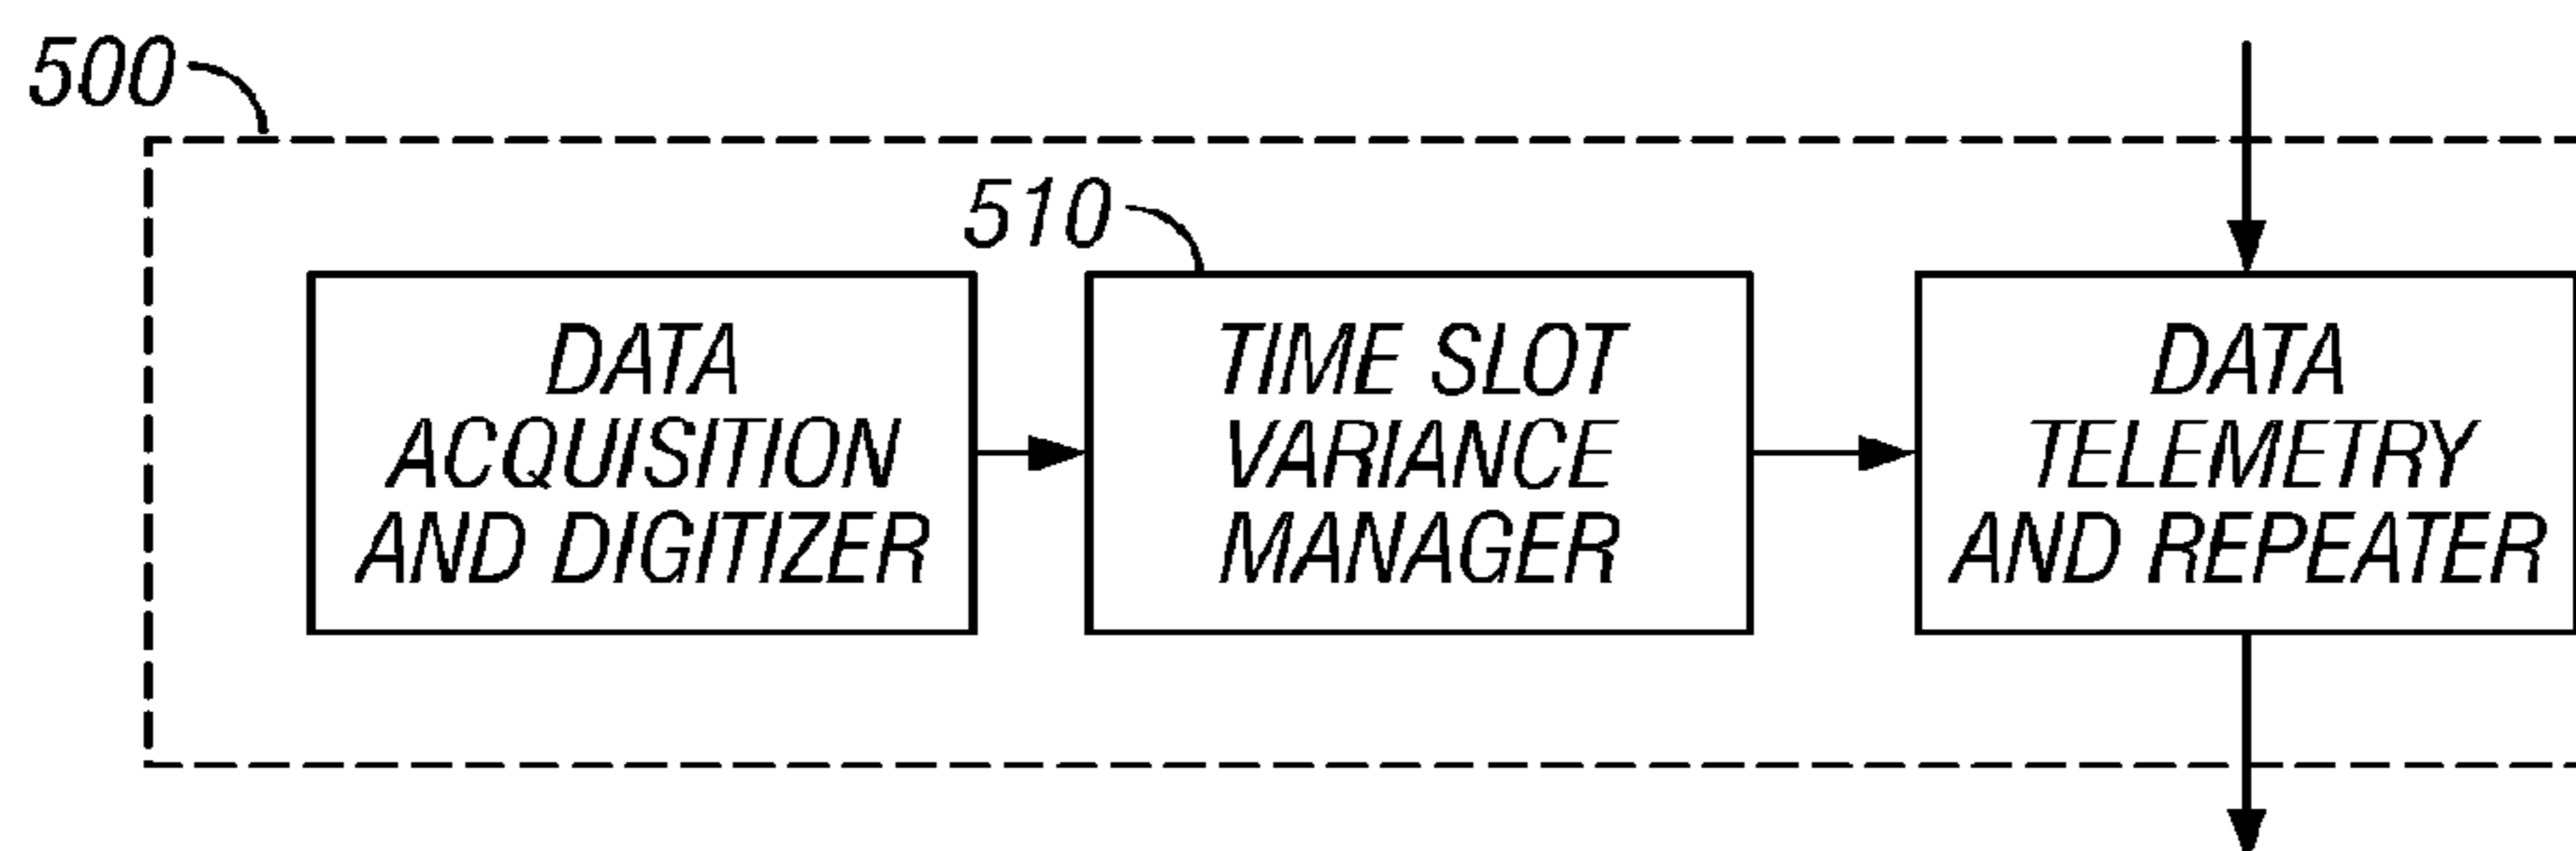 500
510
DATA
ACQUISITION
AND DIGITIZER
TIME SLOT
VARIANCE
MANAGER
DATA
TELEMETRY
AND REPEATER